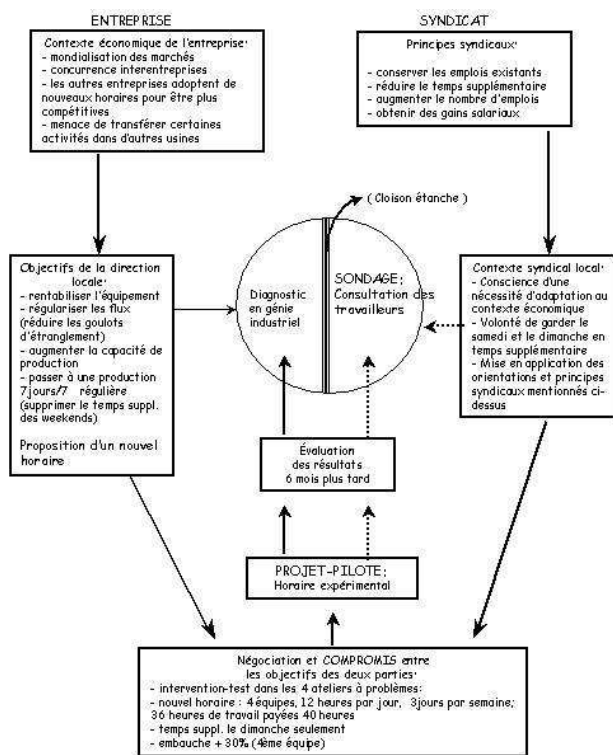 ENTREPRISE
Contexte économique de l'entreprise:
- mondialisation des marchés
- concurrence interentreprises
- les autres entreprises adoptent de
nouveaux horaires pour être plus
compétitives
- menace de transférer certaines
activités dans d'autres usines
SYNDICAT
Principes syndicaux:
- conserver les emplois existants
- réduire le temps supplémentaire
- augmenter le nombre d'emplois
- obtenir des gains salariaux
( Cloison étanche )
Objectifs de la direction
locale:
- rentabiliser l'équipement
- régulariser les flux
(réduire les goulots
d'étranglement)
- augmenter la capacité de
production
- passer à une production
7jours/7 régulière
(supprimer le temps suppl.
des weekends)
Proposition d'un nouvel
horaire
Diagnostic
en génie
industriel
SONDAGE:
Consultation des
travailleurs
Contexte syndical local:
- Conscience d'une
nécessité d'adaptation au
contexte économique
- Volonté de garder le
samedi et le dimanche en
temps supplémentaire
- Mise en application des
orientations et principes
syndicaux mentionnés ci-
dessus
Évaluation
des résultats
6 mois plus tard
PROJET-PILOTE:
Horaire expérimental
Négociation et COMPROMIS entre
les objectifs des deux parties:
- intervention-test dans les 4 ateliers à problèmes:
- nouvel horaire : 4 équipes, 12 heures par jour, 3jours par semaine;
36 heures de travail payées 40 heures
- temps suppl. le dimanche seulement
- embauche + 30% (4ème équipe)